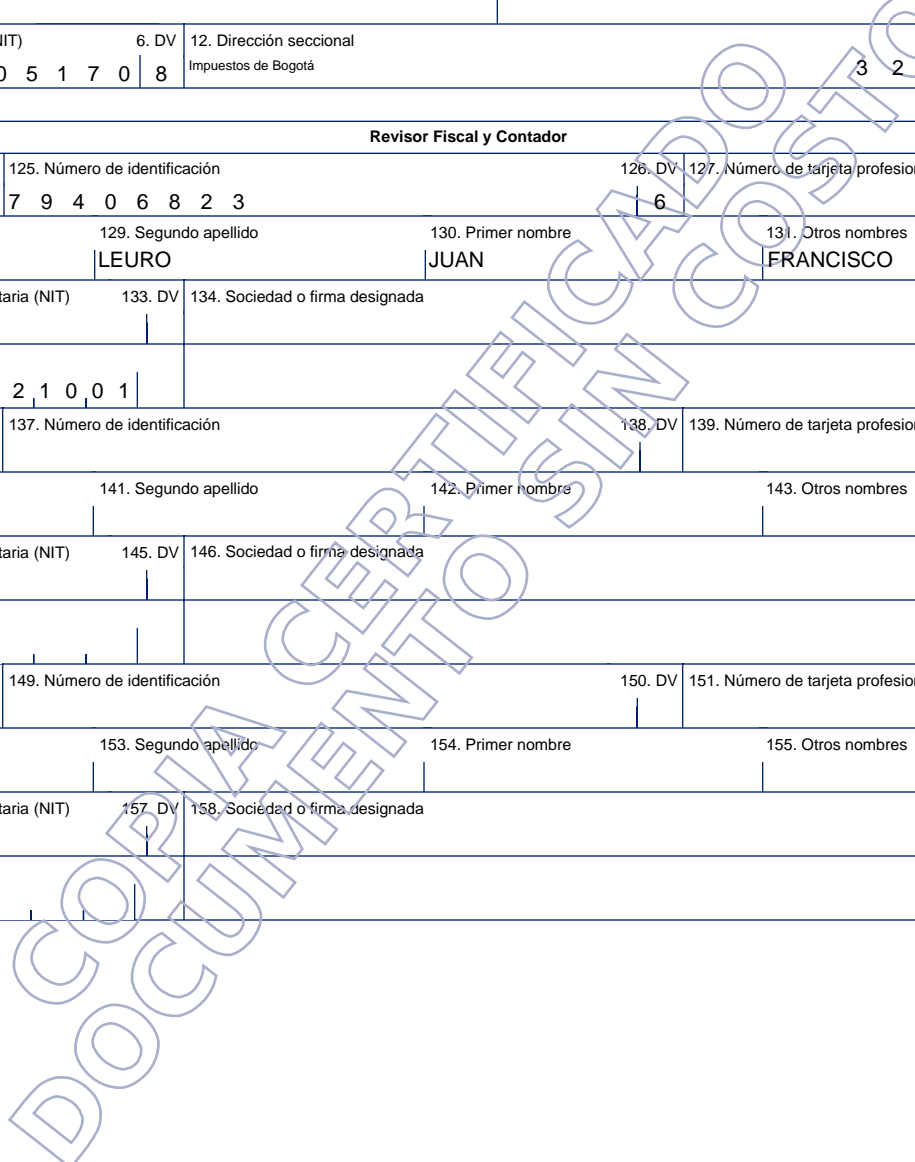 NIT) 6. DV 12. Dirección seccional
0 5 1 7 0 8 Impuestos de Bogotá 3 2
Revisor Fiscal y Contador
125. Número de identificación 126. DV 127. Número de tarjeta profesion
7 9 4 0 6 8 2 3 6
129. Segundo apellido 130. Primer nombre 131. Otros nombres
LEURO JUAN FRANCISCO
taria (NIT) 133. DV 134. Sociedad o firma designada
2 1 0 0 1
137. Número de identificación 138. DV 139. Número de tarjeta profesion
141. Segundo apellido 142. Primer nombre 143. Otros nombres
taria (NIT) 145. DV 146. Sociedad o firma designada
149. Número de identificación 150. DV 151. Número de tarjeta profesion
153. Segundo apellido 154. Primer nombre 155. Otros nombres
taria (NIT) 157. DV 158. Sociedad o firma designada
COPIA CERTIFICADO
DOCUMENTO SIN COSTO